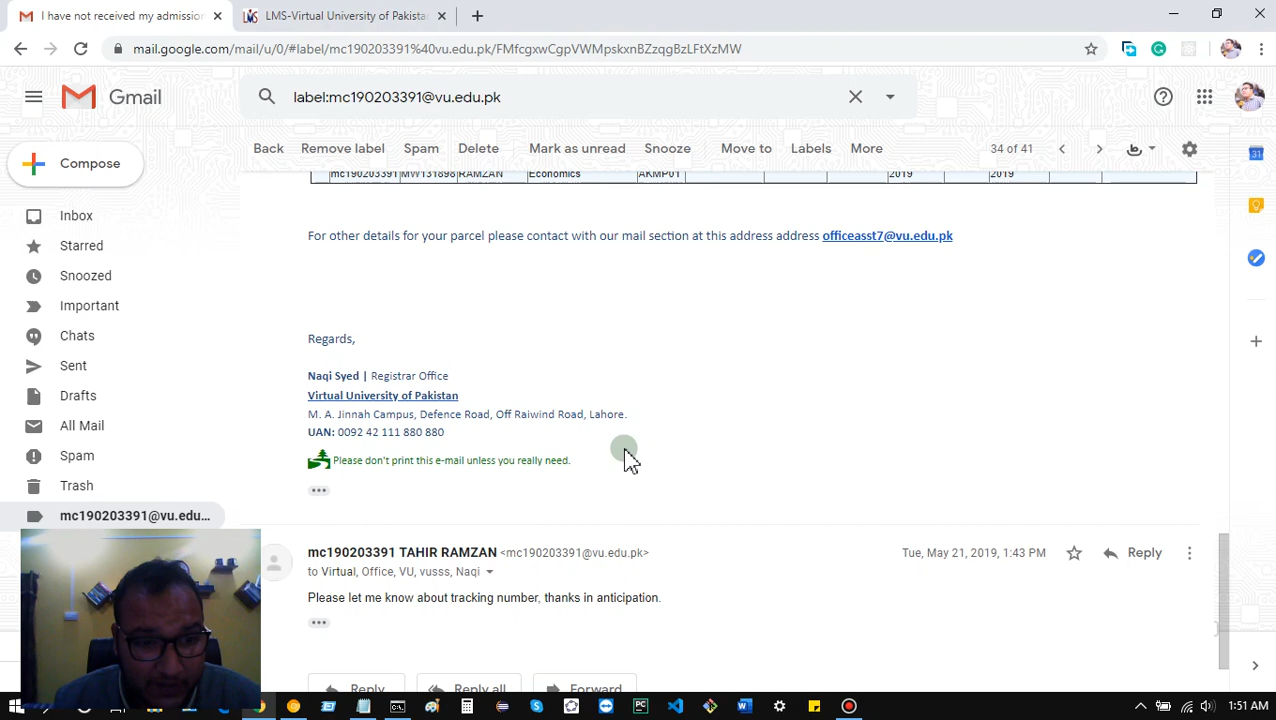 I have not received my admissio
LMS-Virtual University of Pakista
mail.google.com/mail/u/0/#label/mc190203391%40vu.edu.pk/FMfcgxwCgpVWMpskxnBZzqgBzLFtXzMW
Gmail
label:mc190203391@vu.edu.pk
Compose
Back Remove label Spam Delete Mark as unread Snooze Move to Labels More 34 of 41
mc190203391 MW131898 RAMZAN Economics AKMP01 2019 2019
Inbox
Starred
Snoozed
Important
Chats
Sent
Drafts
All Mail
Spam
Trash
mc190203391@vu.edu...
For other details for your parcel please contact with our mail section at this address address officeasst7@vu.edu.pk
Regards,
Naqi Syed | Registrar Office
Virtual University of Pakistan
M. A. Jinnah Campus, Defence Road, Off Raiwind Road, Lahore.
UAN: 0092 42 111 880 880
Please don't print this e-mail unless you really need.
mc190203391 TAHIR RAMZAN <mc190203391@vu.edu.pk> Tue, May 21, 2019, 1:43 PM Reply
to Virtual, Office, VU, vusss, Naqi
Please let me know about tracking number, thanks in anticipation.
Reply Reply all Forward
31
1:51 AM